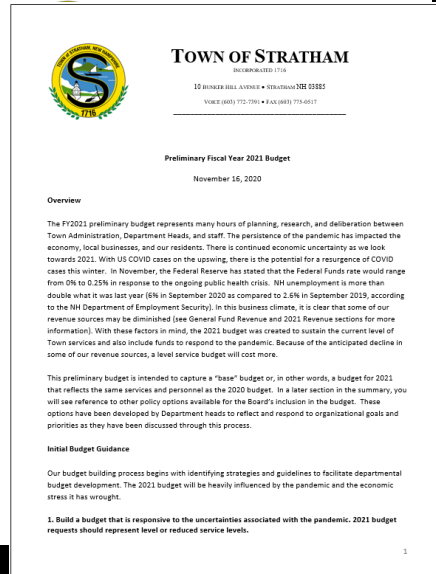 TOWN OF STRATHAM, NEW HAMPSHIRE
1716
TOWN OF STRATHAM
INCORPORATED 1716
10 BUNKER HILL AVENUE • STRATHAM NH 03885
VOICE (603) 772-7391 • FAX (603) 775-0517
Preliminary Fiscal Year 2021 Budget
November 16, 2020
Overview
The FY2021 preliminary budget represents many hours of planning, research, and deliberation between
Town Administration, Department Heads, and staff. The persistence of the pandemic has impacted the
economy, local businesses, and our residents. There is continued economic uncertainty as we look
towards 2021. With US COVID cases on the upswing, there is the potential for a resurgence of COVID
cases this winter. In November, the Federal Reserve has stated that the Federal Funds rate would range
from 0% to 0.25% in response to the ongoing public health crisis. NH unemployment is more than
double what it was last year (6% in September 2020 as compared to 2.6% in September 2019, according
to the NH Department of Employment Security). In this business climate, it is clear that some of our
revenue sources may be diminished (see General Fund Revenue and 2021 Revenue sections for more
information). With these factors in mind, the 2021 budget was created to sustain the current level of
Town services and also include funds to respond to the pandemic. Because of the anticipated decline in
some of our revenue sources, a level service budget will cost more.
This preliminary budget is intended to capture a “base” budget or, in other words, a budget for 2021
that reflects the same services and personnel as the 2020 budget. In a later section in the summary, you
will see reference to other policy options available for the Board’s inclusion in the budget. These
options have been developed by Department heads to reflect and respond to organizational goals and
priorities as they have been discussed through this process.
Initial Budget Guidance
Our budget building process begins with identifying strategies and guidelines to facilitate departmental
budget development. The 2021 budget will be heavily influenced by the pandemic and the economic
stress it has wrought.
1. Build a budget that is responsive to the uncertainties associated with the pandemic. 2021 budget
requests should represent level or reduced service levels.
1